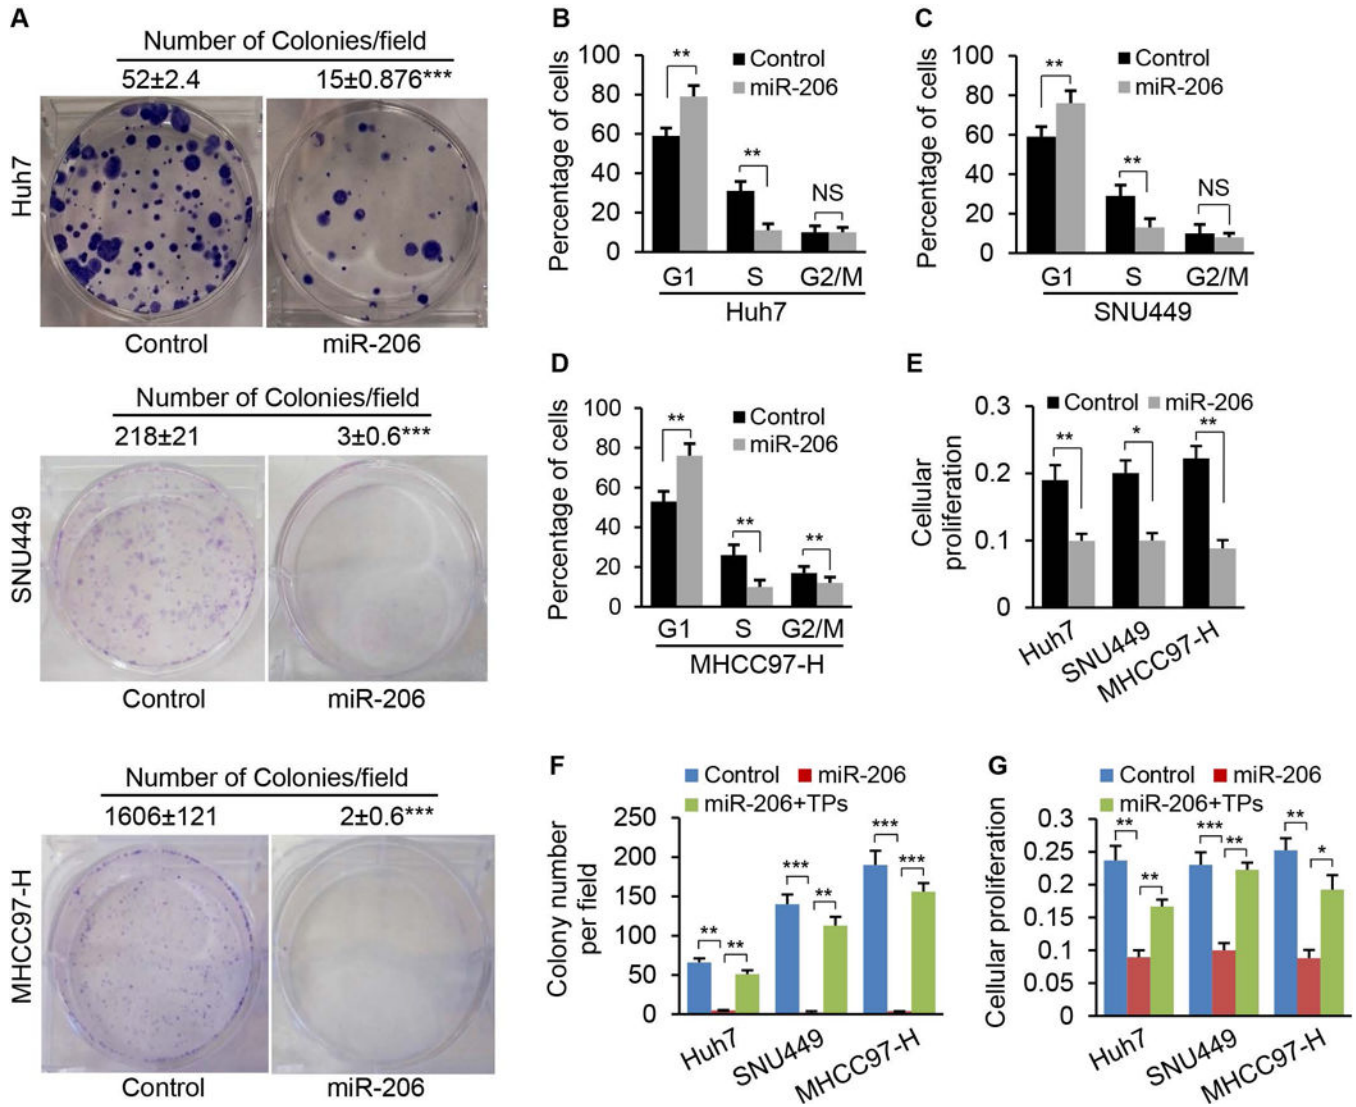 A
Number of Colonies/field
52±2.4 15±0.876***
Huh7
Control miR-206
Number of Colonies/field
218±21 3±0.6***
SNU449
Control miR-206
Number of Colonies/field
1606±121 2±0.6***
MHCC97-H
Control miR-206
B
Percentage of cells
100
80
60
40
20
0
Control
miR-206
**
**
NS
G1 S G2/M
Huh7
C
Percentage of cells
100
80
60
40
20
0
Control
miR-206
**
**
NS
G1 S G2/M
SNU449
D
Percentage of cells
100
80
60
40
20
0
Control
miR-206
**
**
**
G1 S G2/M
MHCC97-H
E
Cellular
proliferation
0.3
0.2
0.1
0
Control miR-206
** * **
Huh7
SNU449
MHCC97-H
F
Control miR-206
miR-206+TPs
Colony number
per field
250
200
150
100
50
0
** **
*** **
*** ***
Huh7
SNU449
MHCC97-H
G
Control miR-206
miR-206+TPs
Cellular proliferation
0.3
0.25
0.2
0.15
0.1
0.05
0
** **
*** **
** *
Huh7
SNU449
MHCC97-H